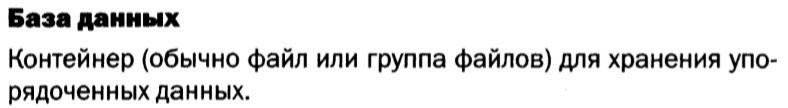 База данных
Контейнер (обычно файл или группа файлов) для хранения упо-
рядоченных данных.